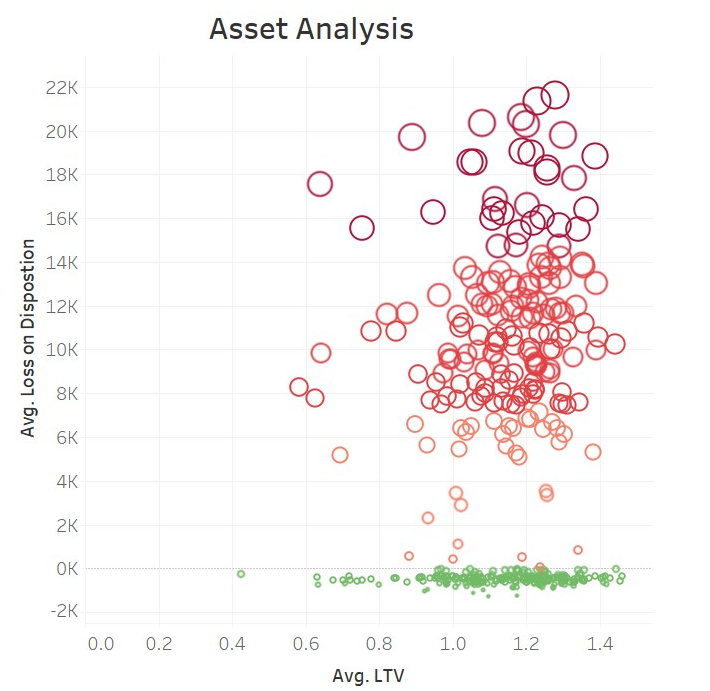 Asset Analysis
22K
20K
18K
16K
14K
12K
10K
8K
6K
4K
2K
0K
-2K
Avg. Loss on Dispostion
0.0 0.2 0.4 0.6 0.8 1.0 1.2 1.4
Avg. LTV